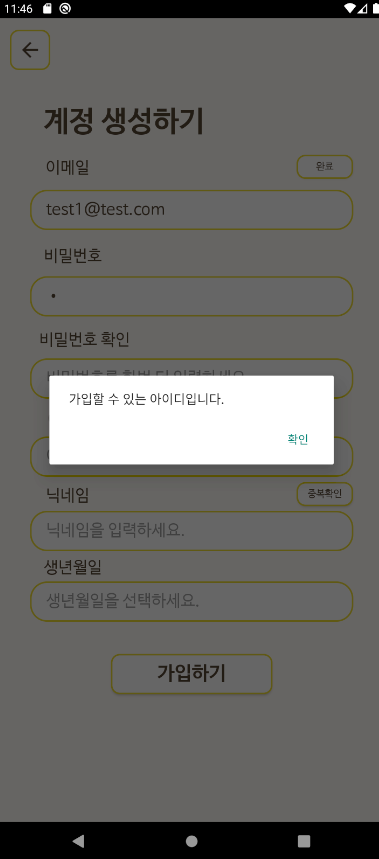 11:46
계정 생성하기
이메일
완료
test1@test.com
비밀번호
•
비밀번호 확인
가입할 수 있는 아이디입니다.
확인
닉네임
중복확인
닉네임을 입력하세요.
생년월일
생년월일을 선택하세요.
가입하기